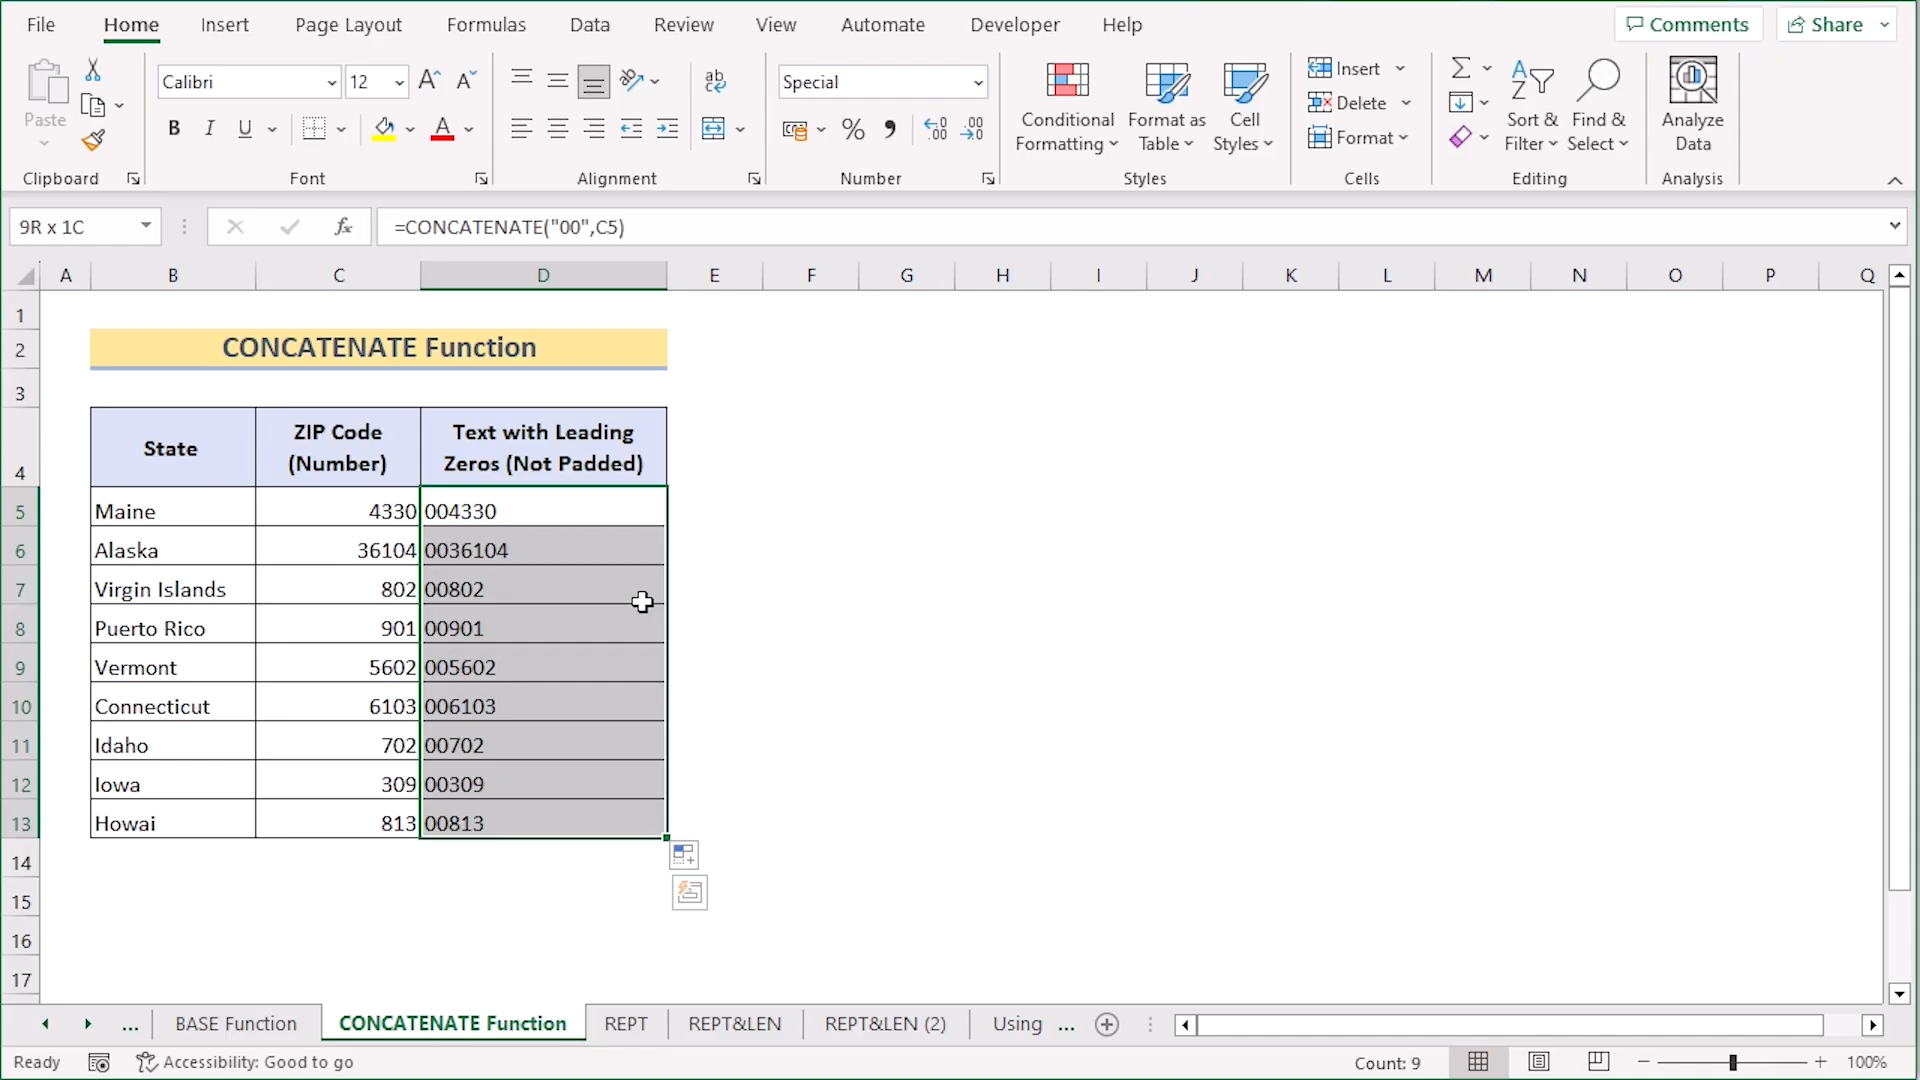 File Home Insert Page Layout Formulas Data Review View Automate Developer Help Comments Share
Paste
Clipboard
Calibri 12
B I U
Font
Alignment
Special
Number
Conditional Formatting
Format as Table
Cell Styles
Styles
Insert
Delete
Format
Cells
Sort & Filter
Find & Select
Editing
Analyze Data
Analysis
9R x 1C fx =CONCATENATE("00",C5)
A B C D E F G H I J K L M N O P Q
1
2 CONCATENATE Function
3
4 State ZIP Code (Number) Text with Leading Zeros (Not Padded)
5 Maine 4330 004330
6 Alaska 36104 0036104
7 Virgin Islands 802 00802
8 Puerto Rico 901 00901
9 Vermont 5602 005602
10 Connecticut 6103 006103
11 Idaho 702 00702
12 Iowa 309 00309
13 Howai 813 00813
14
15
16
17
... BASE Function CONCATENATE Function REPT REPT&LEN REPT&LEN (2) Using ...
Ready Accessibility: Good to go Count: 9 100%